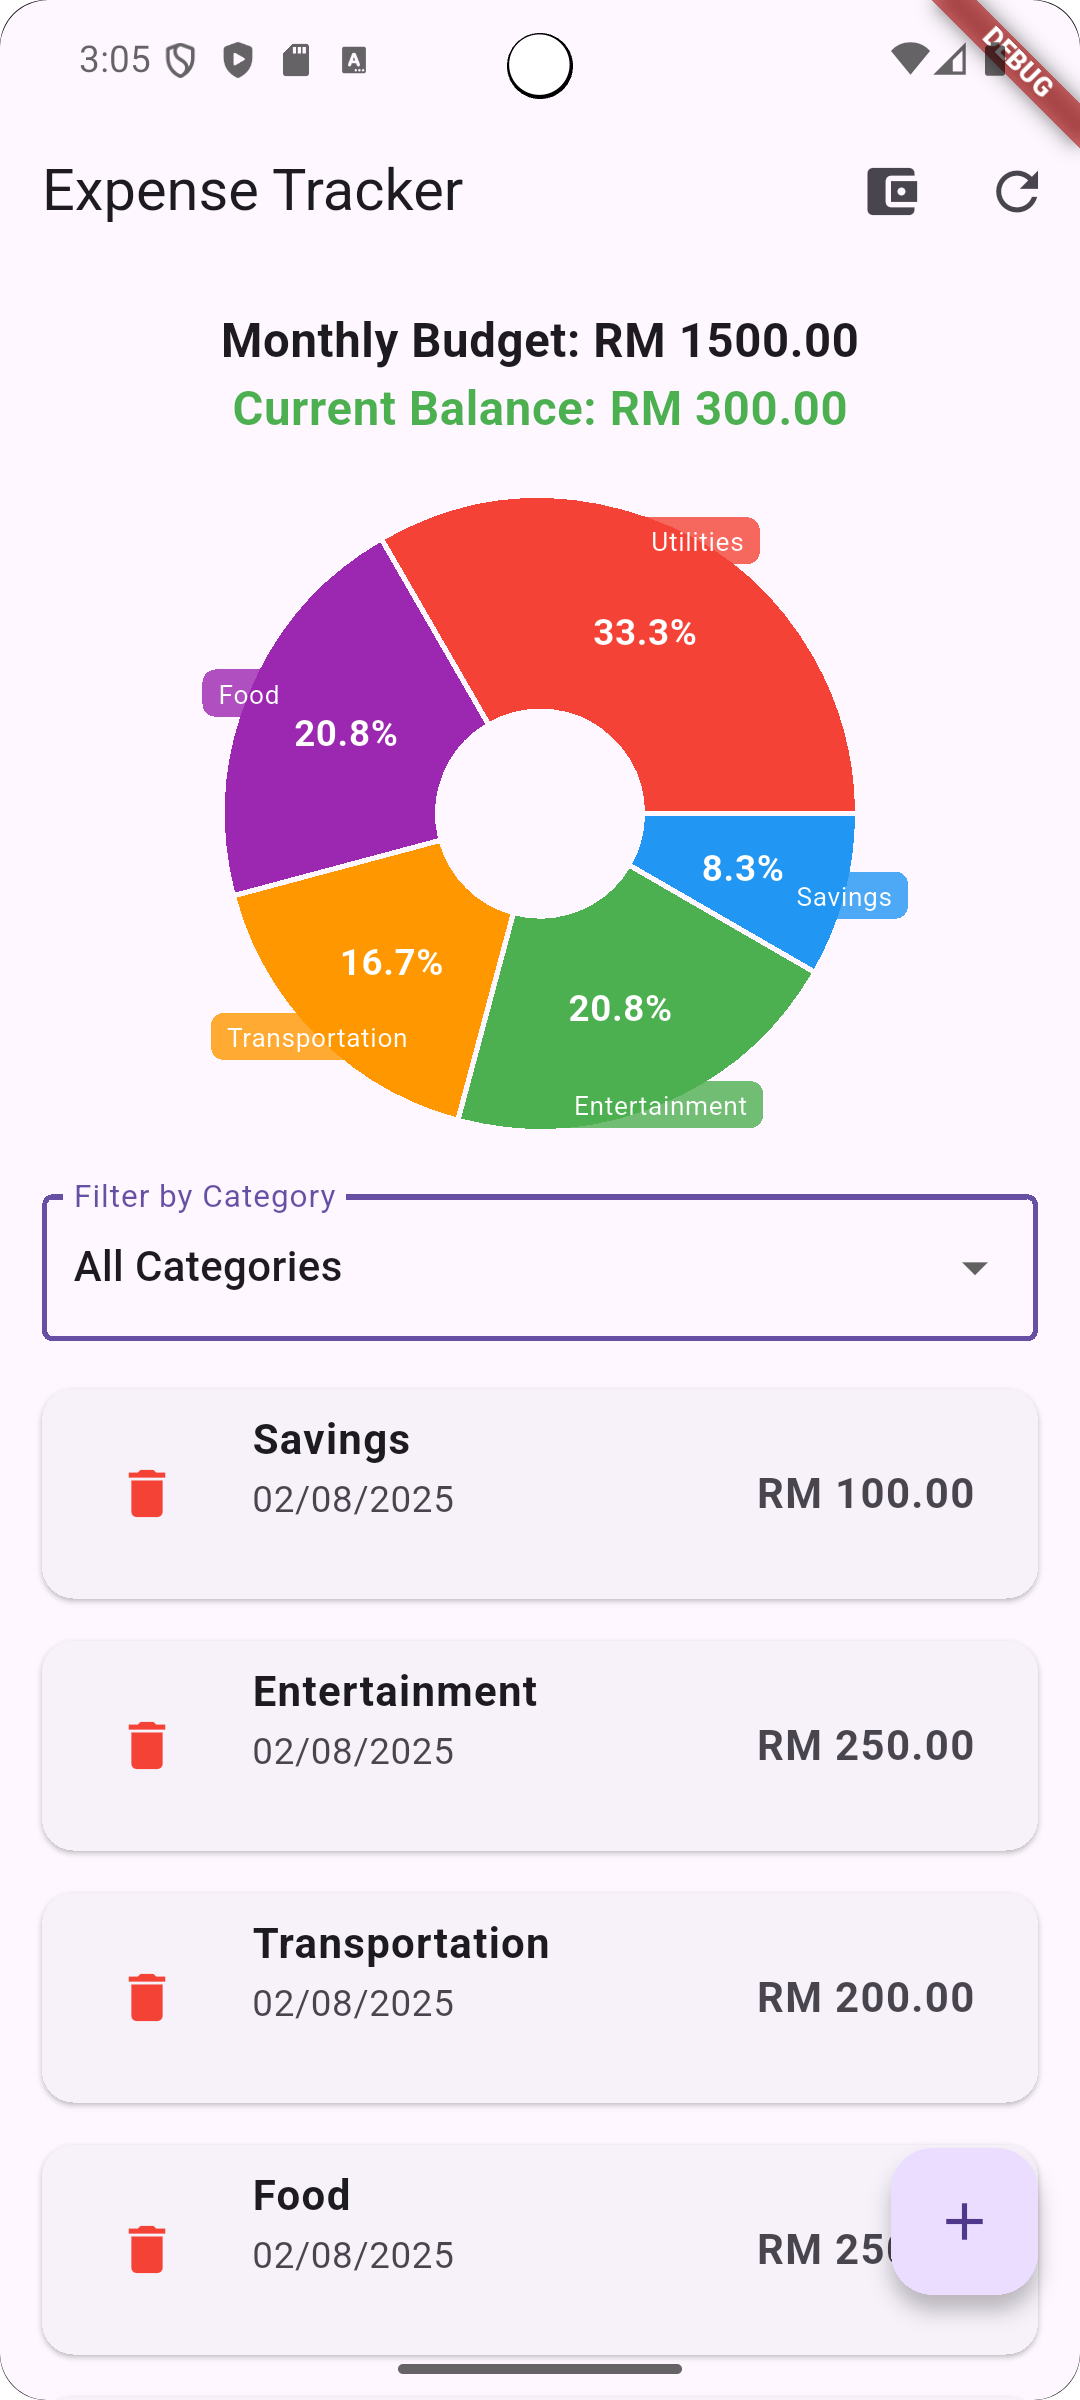 3:05
A
DEBUG
Expense Tracker
Monthly Budget: RM 1500.00
Current Balance: RM 300.00
Utilities
33.3%
Food
20.8%
8.3%
Savings
16.7%
20.8%
Transportation
Entertainment
Filter by Category
All Categories
Savings
02/08/2025
RM 100.00
Entertainment
02/08/2025
RM 250.00
Transportation
02/08/2025
RM 200.00
Food
02/08/2025
RM 25